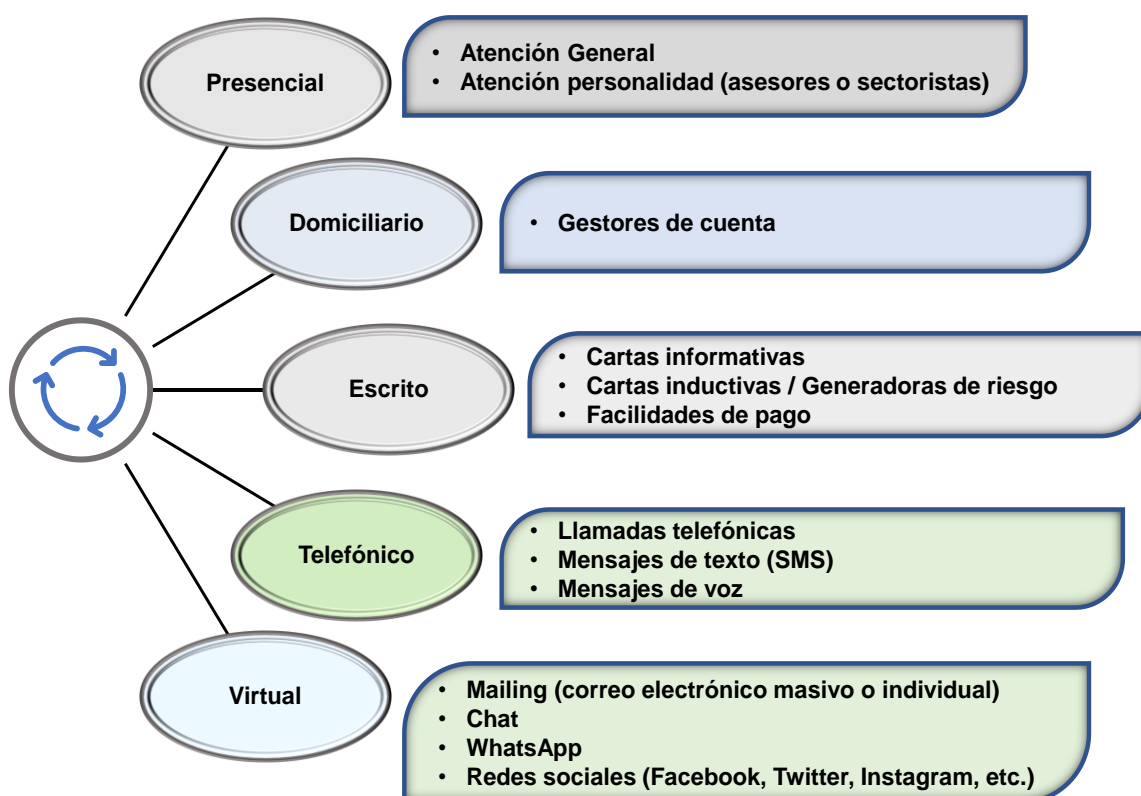 Presencial
• Atención General
• Atención personalidad (asesores o sectoristas)
Domiciliario
• Gestores de cuenta
Escrito
• Cartas informativas
• Cartas inductivas / Generadoras de riesgo
• Facilidades de pago
Telefónico
• Llamadas telefónicas
• Mensajes de texto (SMS)
• Mensajes de voz
Virtual
• Mailing (correo electrónico masivo o individual)
• Chat
• WhatsApp
• Redes sociales (Facebook, Twitter, Instagram, etc.)